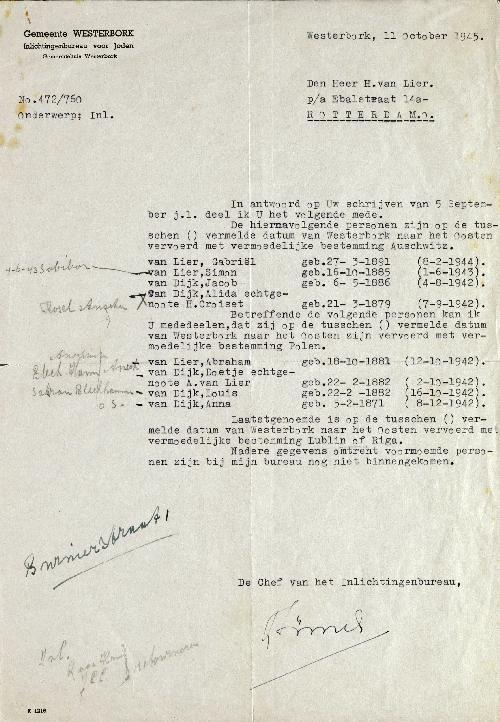 Gemeente WESTERBORK
Inlichtingenbureau voor Joden
Gemeentehuis Westerbork
Westerbork, 11 October 1945.
No.472/750
Onderwerp: Inl.
Den Heer H.van Lier.
p/a Ebalstraat 14a-
ROTTERDAM.o.
In antwoord op Uw schrijven van 5 Septem-
ber j.l. deel ik U het volgende mede.
De hiernavolgende personen zijn op de tus-
schen () vermelde datum van Westerbork naar het Oosten
vervoerd met vermoedelijke bestemming Auschwitz.
van Lier, Gabriël geb.27- 3-1891 (8-2-1944).
4-6-43 Sobibor van Lier,Simon geb.16-10-1885 (1-6-1943).
van Dijk,Jacob geb. 6- 5-1886 (4-8-1942).
van Dijk,Alida echtge-
noote H.Croiset geb.21- 3-1879 (7-9-1942).
Betreffende de volgende personen kan ik
U mededeelen,dat zij op de tusschen () vermelde datum
van Westerbork naar het Oosten zijn vervoerd met ver-
moedelijke bestemming Polen.
van Lier,Abraham geb.18-10-1881 (12-10-1942).
van Dijk,Doetje echtge-
noote A.van Lier geb.22- 2-1882 ( 2-10-1942).
van Dijk,Louis geb.22-2 -1882 (16-10-1942).
van Dijk,Anna geb. 5-2-1871 ( 8-12-1942).
Laatstgenoemde is op de tusschen () ver-
melde datum van Westerbork naar het Oosten vervoerd met
vermoedelijke bestemming Lublin of Riga.
Nadere gegevens omtrent voormoemde perso-
nen zijn bij mijn bureau nog niet binnengekomen.
De Chef van het Inlichtingenbureau,
Inl.
K 1216